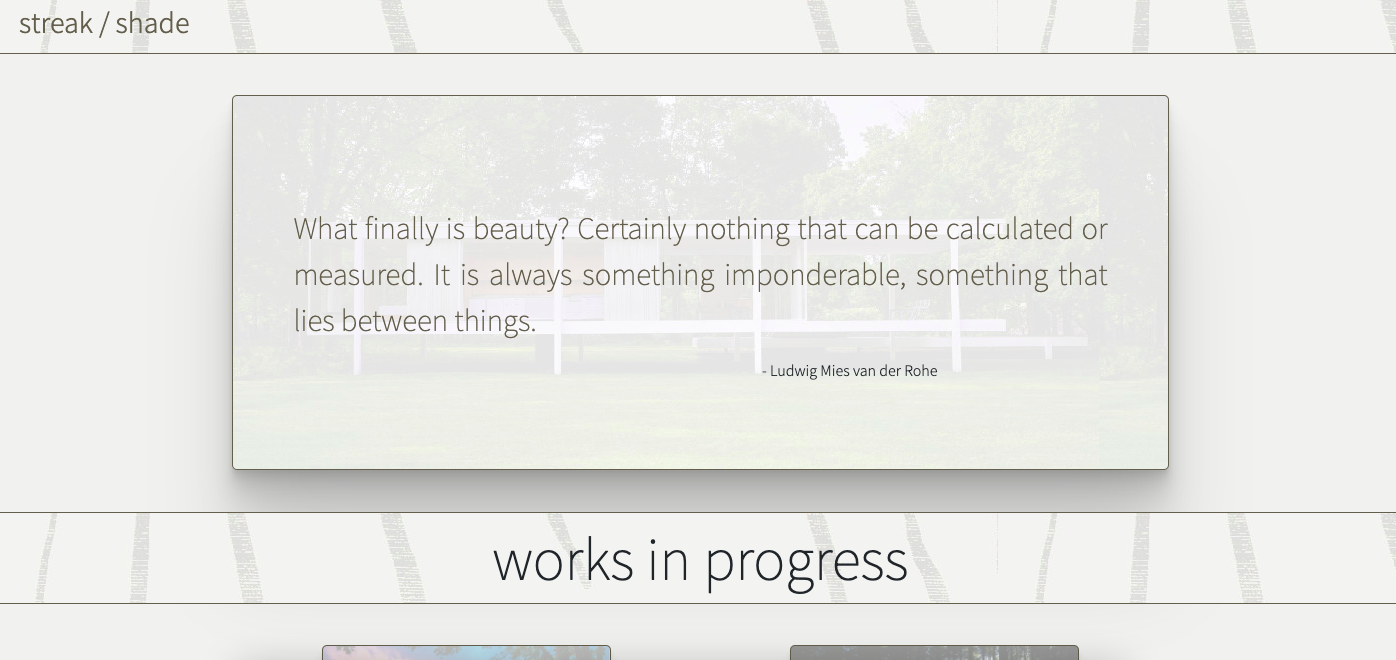 streak / shade
What finally is beauty? Certainly nothing that can be calculated or
measured. It is always something imponderable, something that
lies between things.
- Ludwig Mies van der Rohe
works in progress